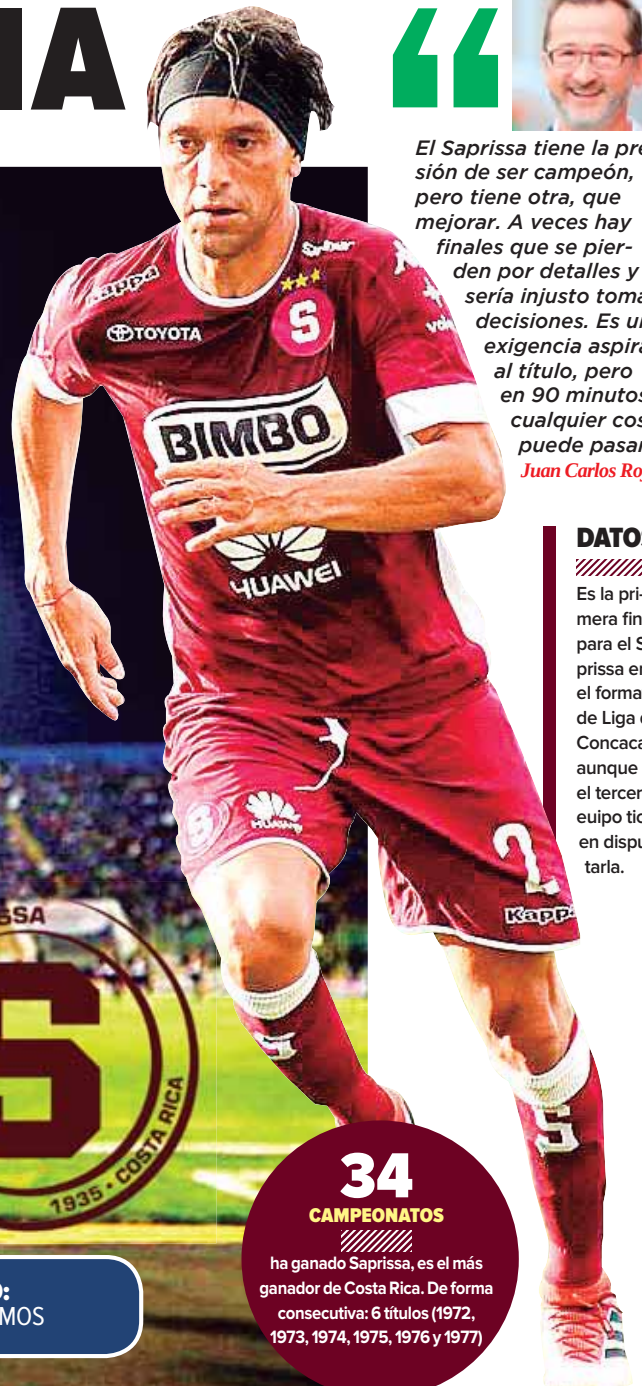 NA
“
El Saprissa tiene la pre
sión de ser campeón,
pero tiene otra, que
mejorar. A veces hay
finales que se pier-
den por detalles y
sería injusto toma
decisiones. Es u
exigencia aspira
al título, pero
en 90 minutos
cualquier cos
puede pasar
Juan Carlos Ro
Kappa
TOYOTA
S
BIMBO
HUAWEI
S
HUAWEI
2
Kappa
S
S
DATOS
Es la pri-
mera fin
para el S
prissa en
el forma
de Liga
Concaca
aunque
el tercer
euipo tic
en dispu
tarla.
SSA
S
1935 • COSTA RICA
34
CAMPEONATOS
ha ganado Saprissa, es el más
ganador de Costa Rica. De forma
consecutiva: 6 títulos (1972,
1973, 1974, 1975, 1976 y 1977)
:
MOS